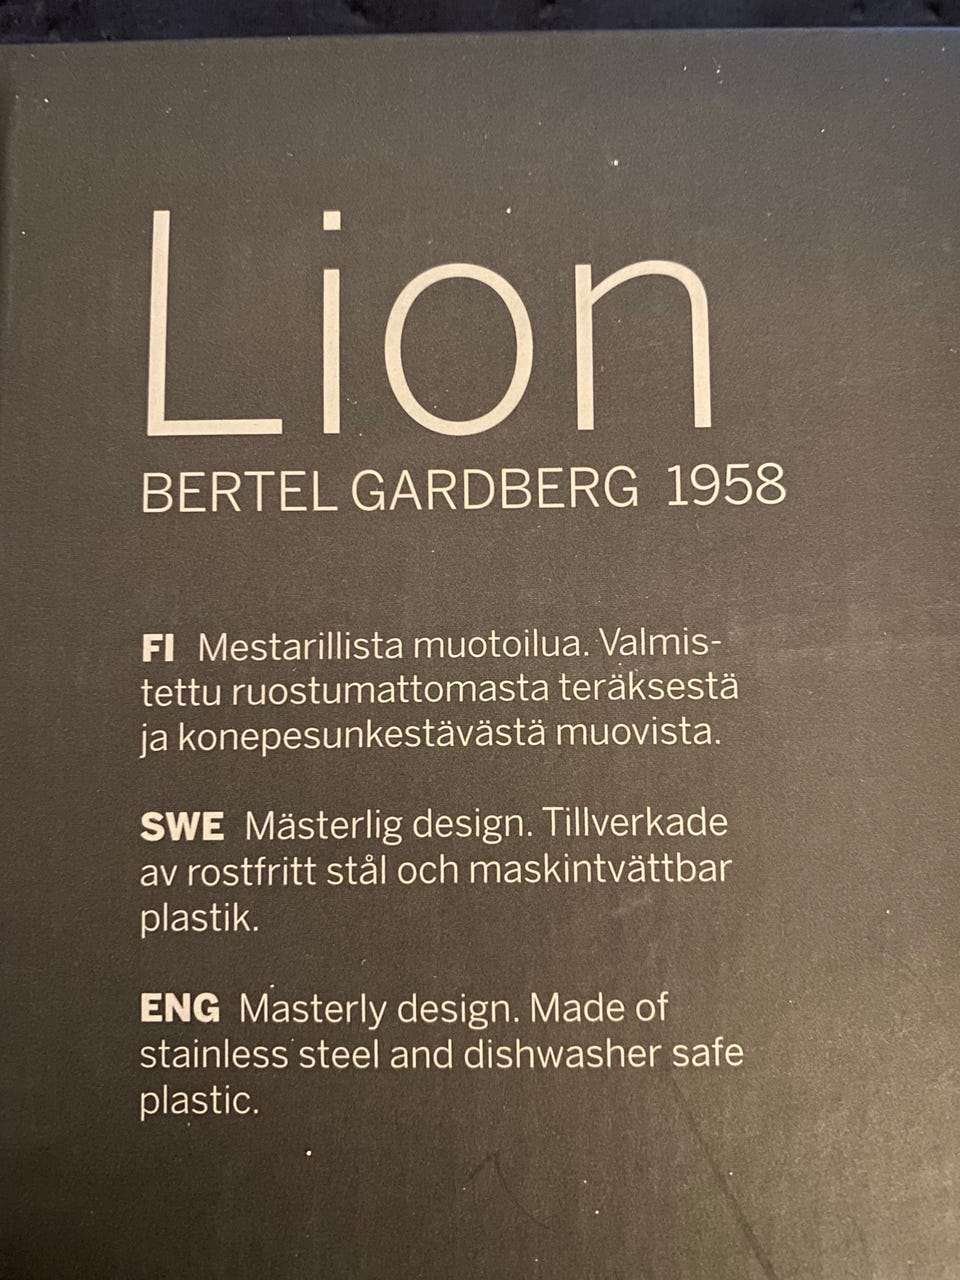 Lion
BERTEL GARDBERG 1958
FI Mestarillista muotoilua. Valmis-
tettu ruostumattomasta teräksestä
ja konepesunkestävästä muovista.
SWE Mästerlig design. Tillverkade
av rostfritt stål och maskintvättbar
plastik.
ENG Masterly design. Made of
stainless steel and dishwasher safe
plastic.